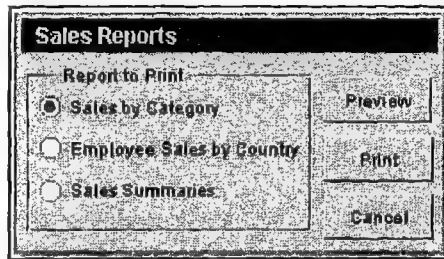 Sales Reports
Report to Print
Sales by Category
Employee Sales by Country
Sales Summaries
Preview
Print
Cancel